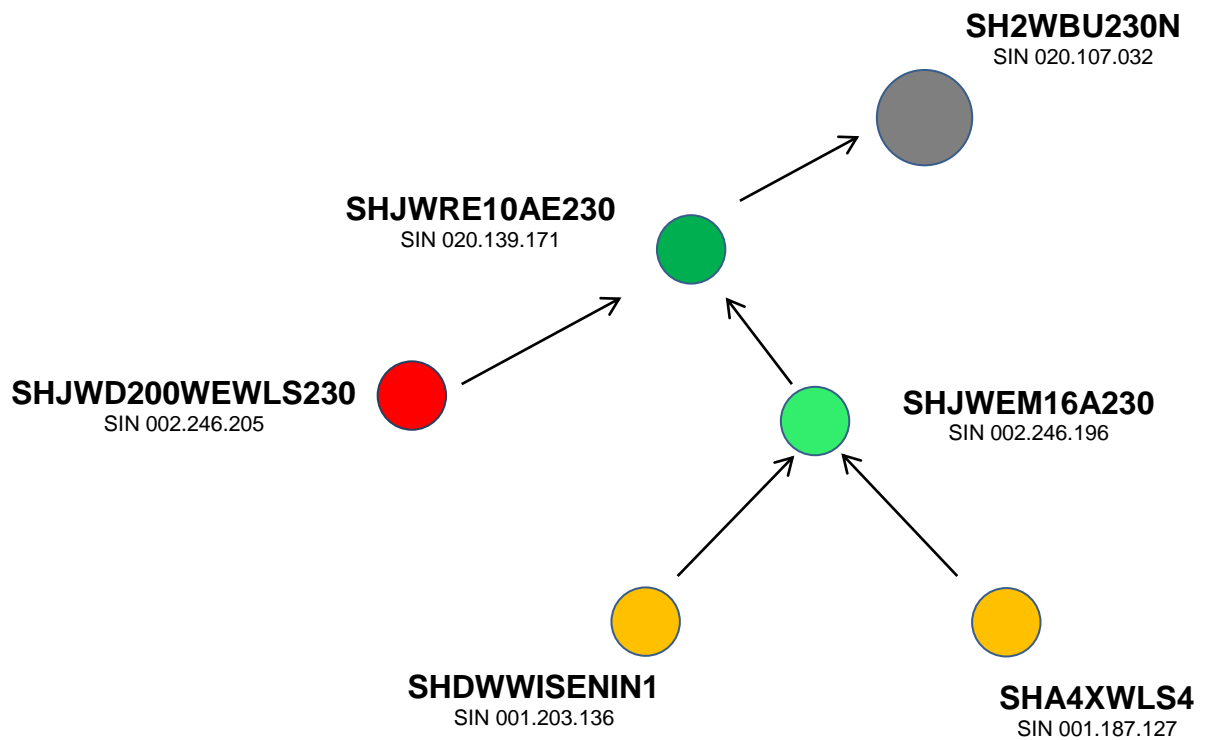 SH2WBU230N
SIN 020.107.032
SHJWRE10AE230
SIN 020.139.171
SHJWD200WEWLS230
SIN 002.246.205
SHJWEM16A230
SIN 002.246.196
SHDWWISENIN1
SIN 001.203.136
SHA4XWLS4
SIN 001.187.127